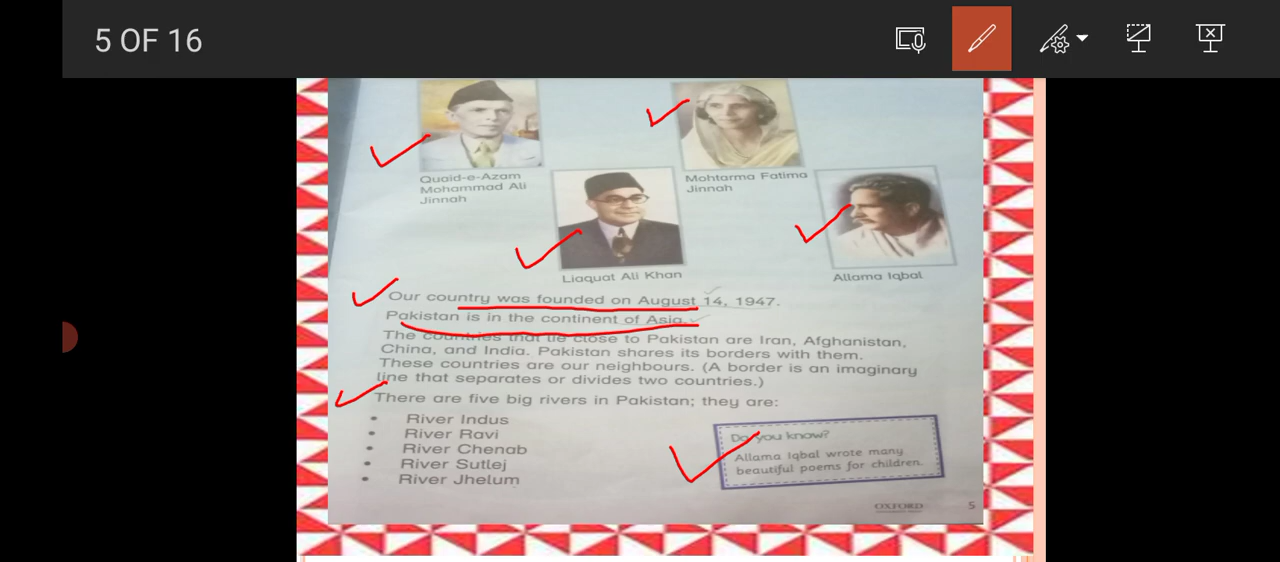 5 OF 16
Quaid-e-Azam
Mohammad Ali
Jinnah
Mohtarma Fatima
Jinnah
Liaquat Ali Khan
Allama Iqbal
Our country was founded on August 14, 1947.
Pakistan is in the continent of Asia.
The countries that lie close to Pakistan are Iran, Afghanistan,
China, and India. Pakistan shares its borders with them.
These countries are our neighbours. (A border is an imaginary
line that separates or divides two countries.)
There are five big rivers in Pakistan; they are:
• River Indus
• River Ravi
• River Chenab
• River Sutlej
• River Jhelum
Do you know?
Allama Iqbal wrote many
beautiful poems for children.
OXFORD
5